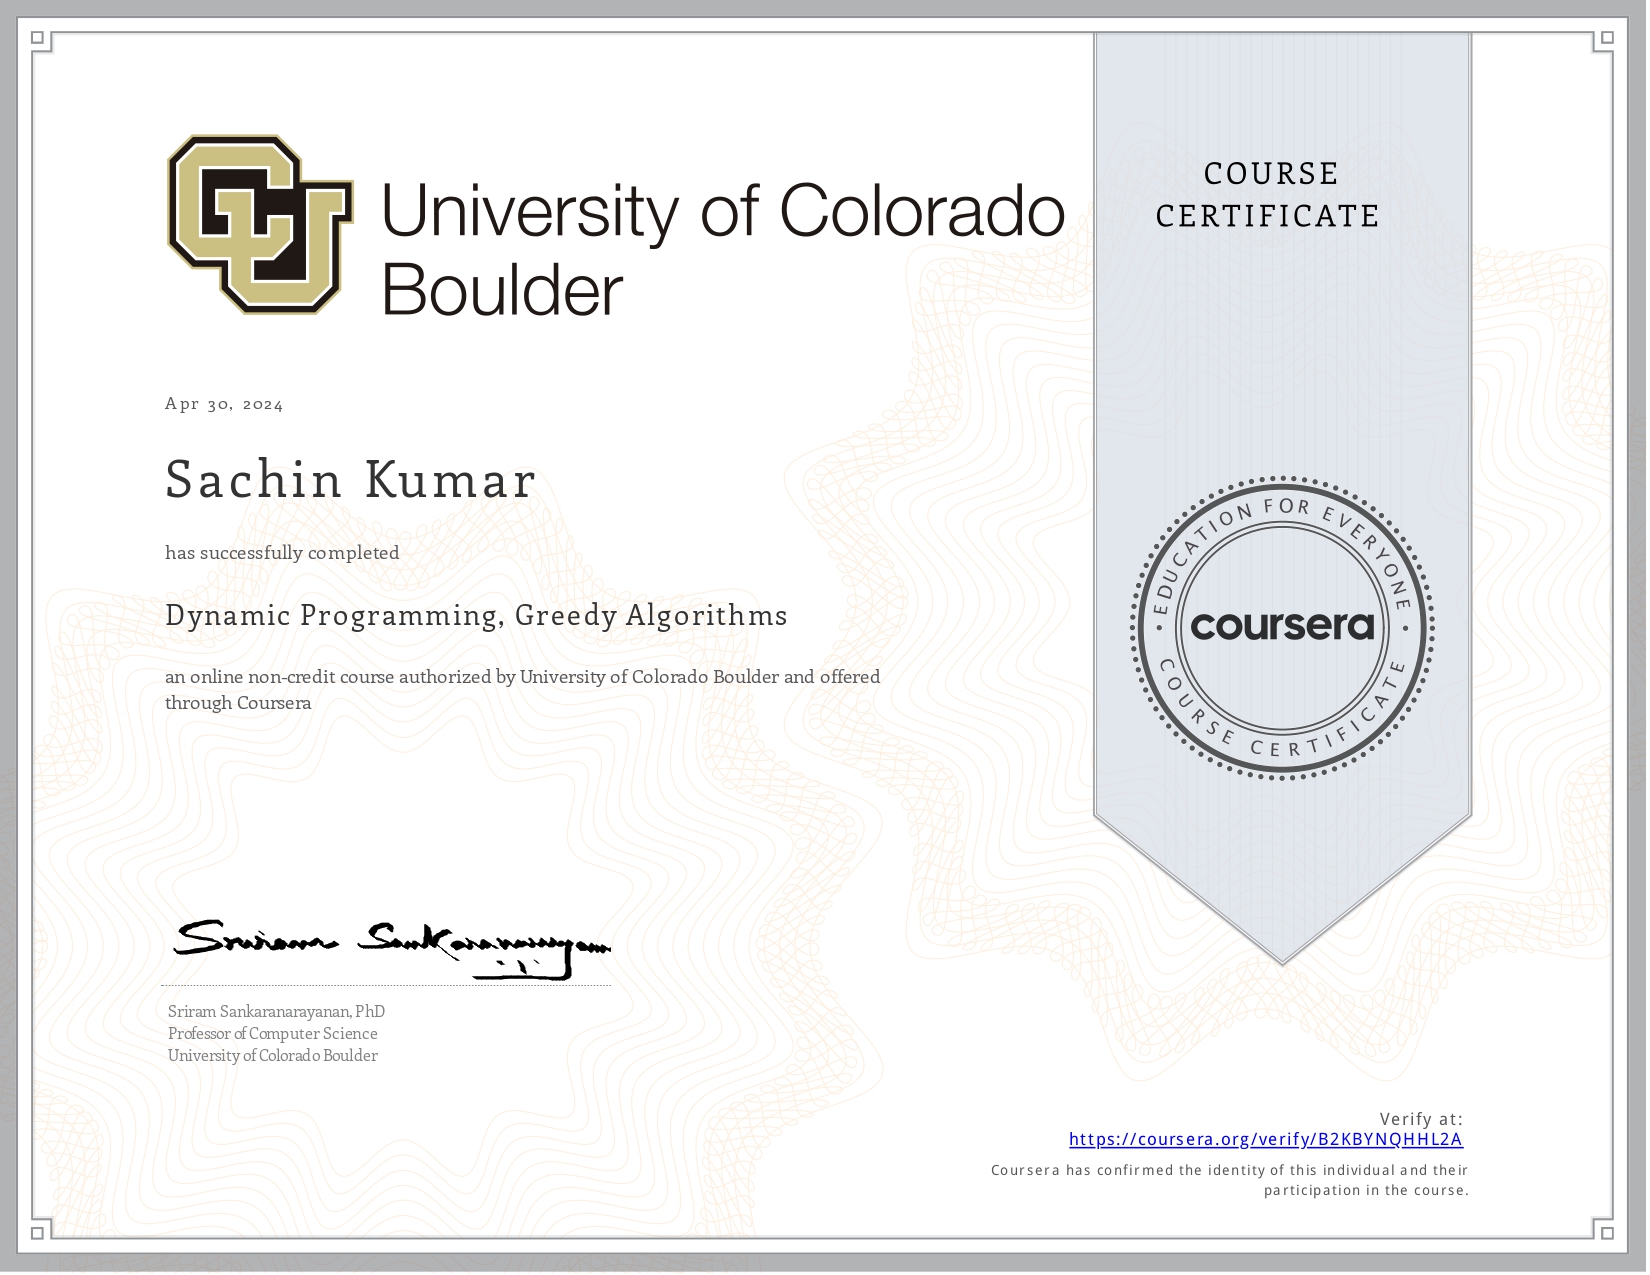 University of Colorado
Boulder
COURSE
CERTIFICATE
Apr 30, 2024
Sachin Kumar
has successfully completed
Dynamic Programming, Greedy Algorithms
an online non-credit course authorized by University of Colorado Boulder and offered
through Coursera
EDUCATION FOR EVERYONE
coursera
COURSE CERTIFICATE
Sriram Sankaranarayanan
Sriram Sankaranarayanan, PhD
Professor of Computer Science
University of Colorado Boulder
Verify at:
https://coursera.org/verify/B2KBYNQHHL2A
Coursera has confirmed the identity of this individual and their
participation in the course.